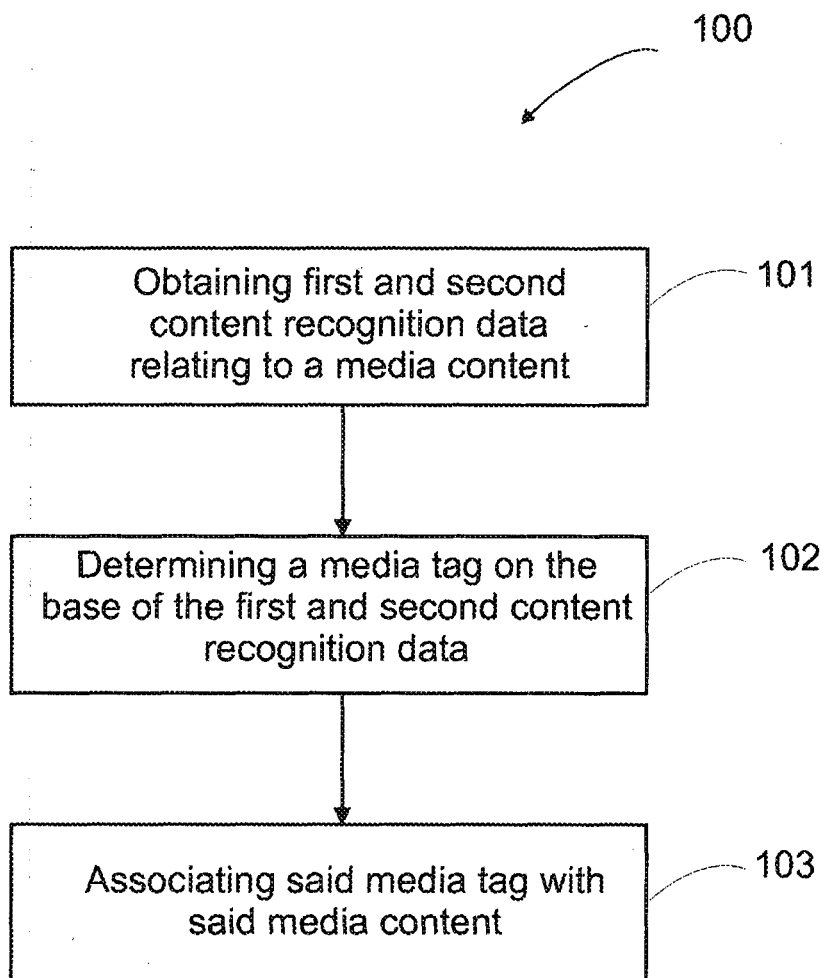 100
Obtaining first and second
content recognition data
relating to a media content
101
Determining a media tag on the
base of the first and second content
recognition data
102
Associating said media tag with
said media content
103